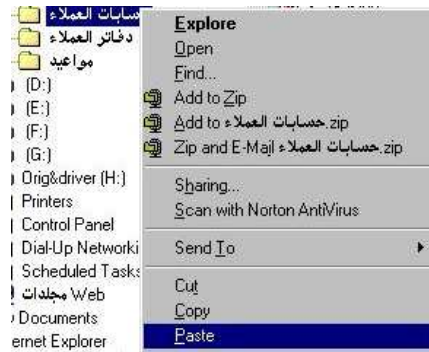 حسابات العملاء
دفاتر العملاء
مواعيد
(D:)
(E:)
(F:)
(G:)
Orig&driver (H:)
Printers
Control Panel
Dial-Up Networki
Scheduled Tasks
مجلدات Web
Documents
ernet Explorer
Explore
Open
Find...
Add to Zip
Add to حسابات العملاء.zip
Zip and E-Mail حسابات العملاء.zip
Sharing...
Scan with Norton AntiVirus
Send To
Cut
Copy
Paste